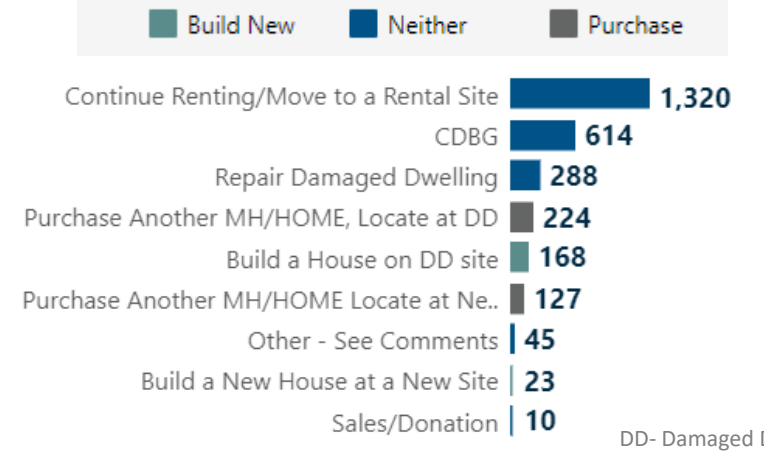 Build New Neither Purchase
Continue Renting/Move to a Rental Site 1,320
CDBG 614
Repair Damaged Dwelling 288
Purchase Another MH/HOME, Locate at DD 224
Build a House on DD site 168
Purchase Another MH/HOME Locate at Ne.. 127
Other - See Comments 45
Build a New House at a New Site 23
Sales/Donation 10
DD- Damaged